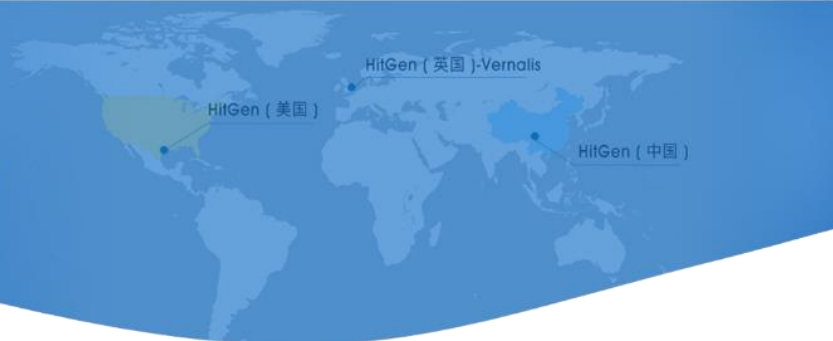 HitGen ( 英国 )-Vernalis
HitGen ( 美国 )
HitGen ( 中国 )